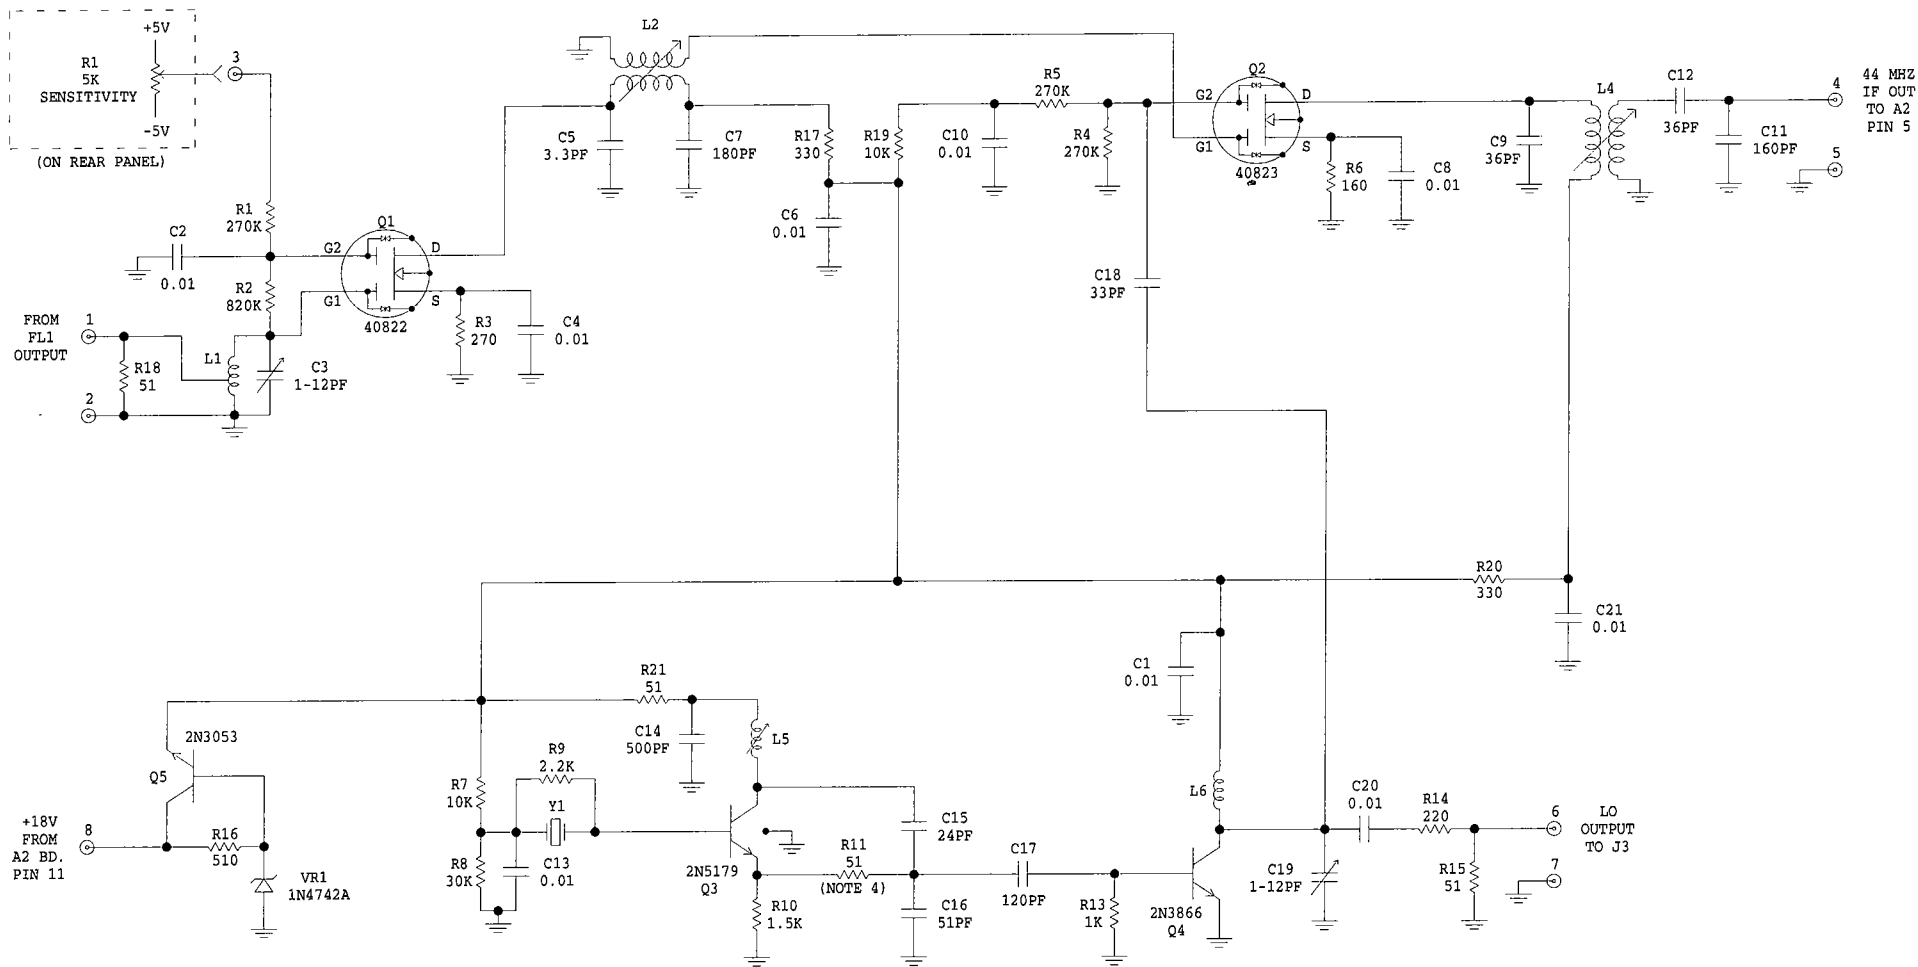 +5V
R1
5K
SENSITIVITY
-5V
(ON REAR PANEL)
3
L2
R1
270K
C2
0.01
R2
820K
Q1
G2
D
G1
S
40822
R3
270
C4
0.01
FROM
FL1
OUTPUT
1
2
R18
51
L1
C3
1-12PF
C5
3.3PF
C7
180PF
R17
330
R19
10K
C6
0.01
C10
0.01
R5
270K
R4
270K
Q2
G2
D
G1
S
40823
R6
160
C8
0.01
C9
36PF
L4
C12
36PF
C11
160PF
4
5
44 MHZ
IF OUT
TO A2
PIN 5
C18
33PF
R20
330
C21
0.01
C1
0.01
R21
51
C14
500PF
L5
2N3053
Q5
+18V
FROM
A2 BD.
PIN 11
8
R16
510
VR1
1N4742A
R7
10K
R9
2.2K
Y1
R8
30K
C13
0.01
2N5179
Q3
R10
1.5K
R11
51
(NOTE 4)
C15
24PF
C16
51PF
C17
120PF
R13
1K
2N3866
Q4
L6
C19
1-12PF
C20
0.01
R14
220
R15
51
6
7
LO
OUTPUT
TO J3